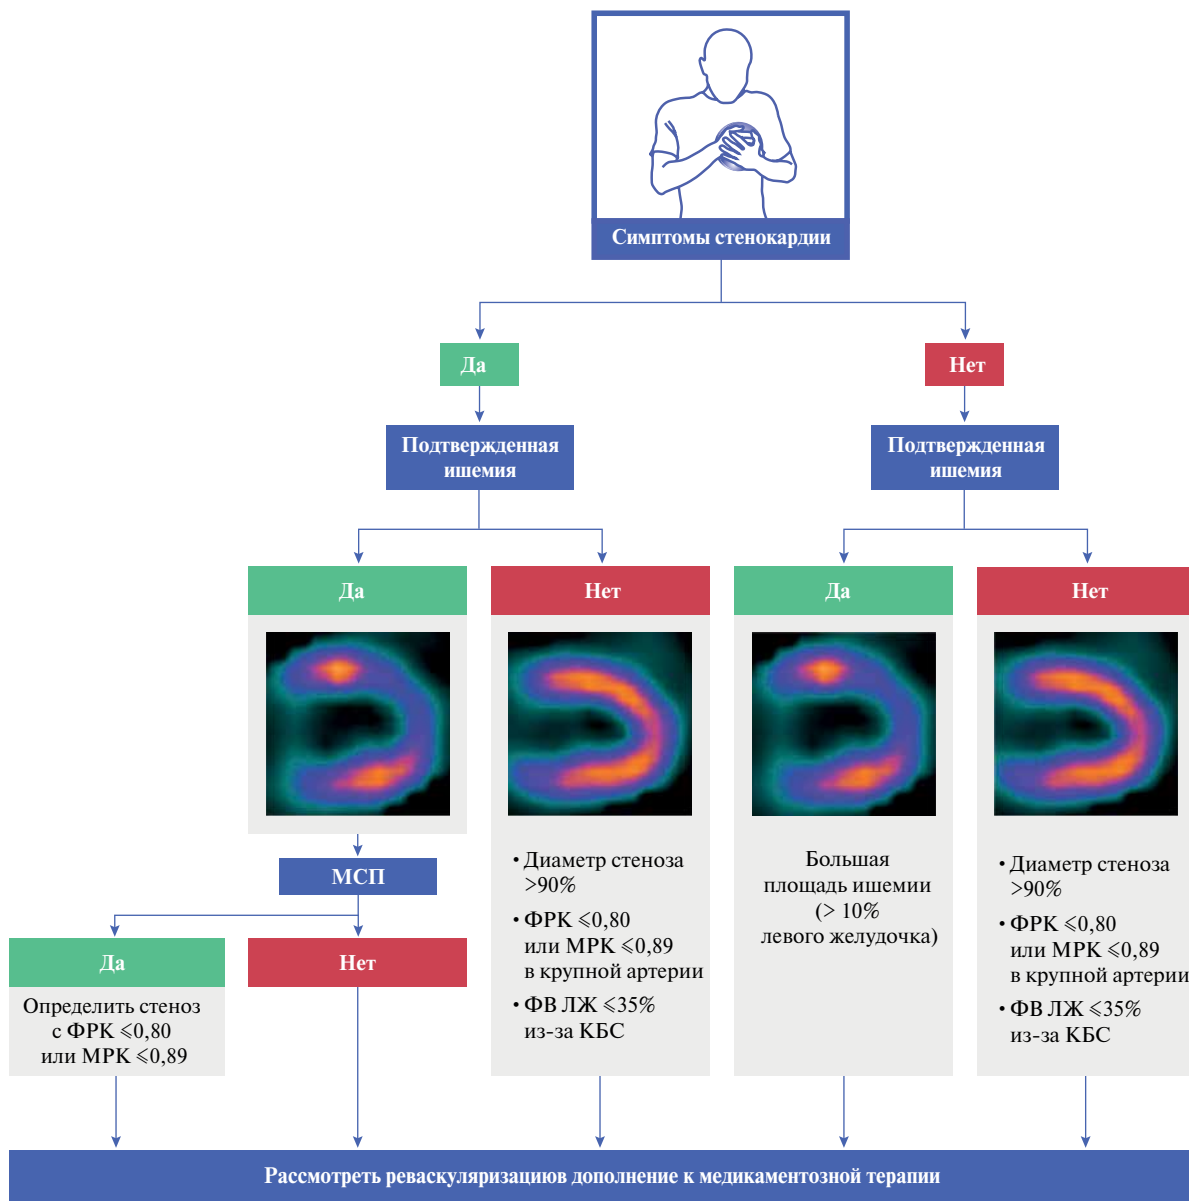 Симптомы стенокардии
Да
Нет
Подтвержденная
ишемия
Подтвержденная
ишемия
Да
Нет
Да
Нет
МСП
Да
Нет
Определить стеноз
с ФРК ⩽0,80
или МРК ⩽0,89
• Диаметр стеноза
>90%
• ФРК ⩽0,80
или МРК ⩽0,89
в крупной артерии
• ФВ ЛЖ ⩽35%
из-за КБС
Большая
площадь ишемии
(> 10%
левого желудочка)
• Диаметр стеноза
>90%
• ФРК ⩽0,80
или МРК ⩽0,89
в крупной артерии
• ФВ ЛЖ ⩽35%
из-за КБС
Рассмотреть реваскуляризациюв дополнение к медикаментозной терапии